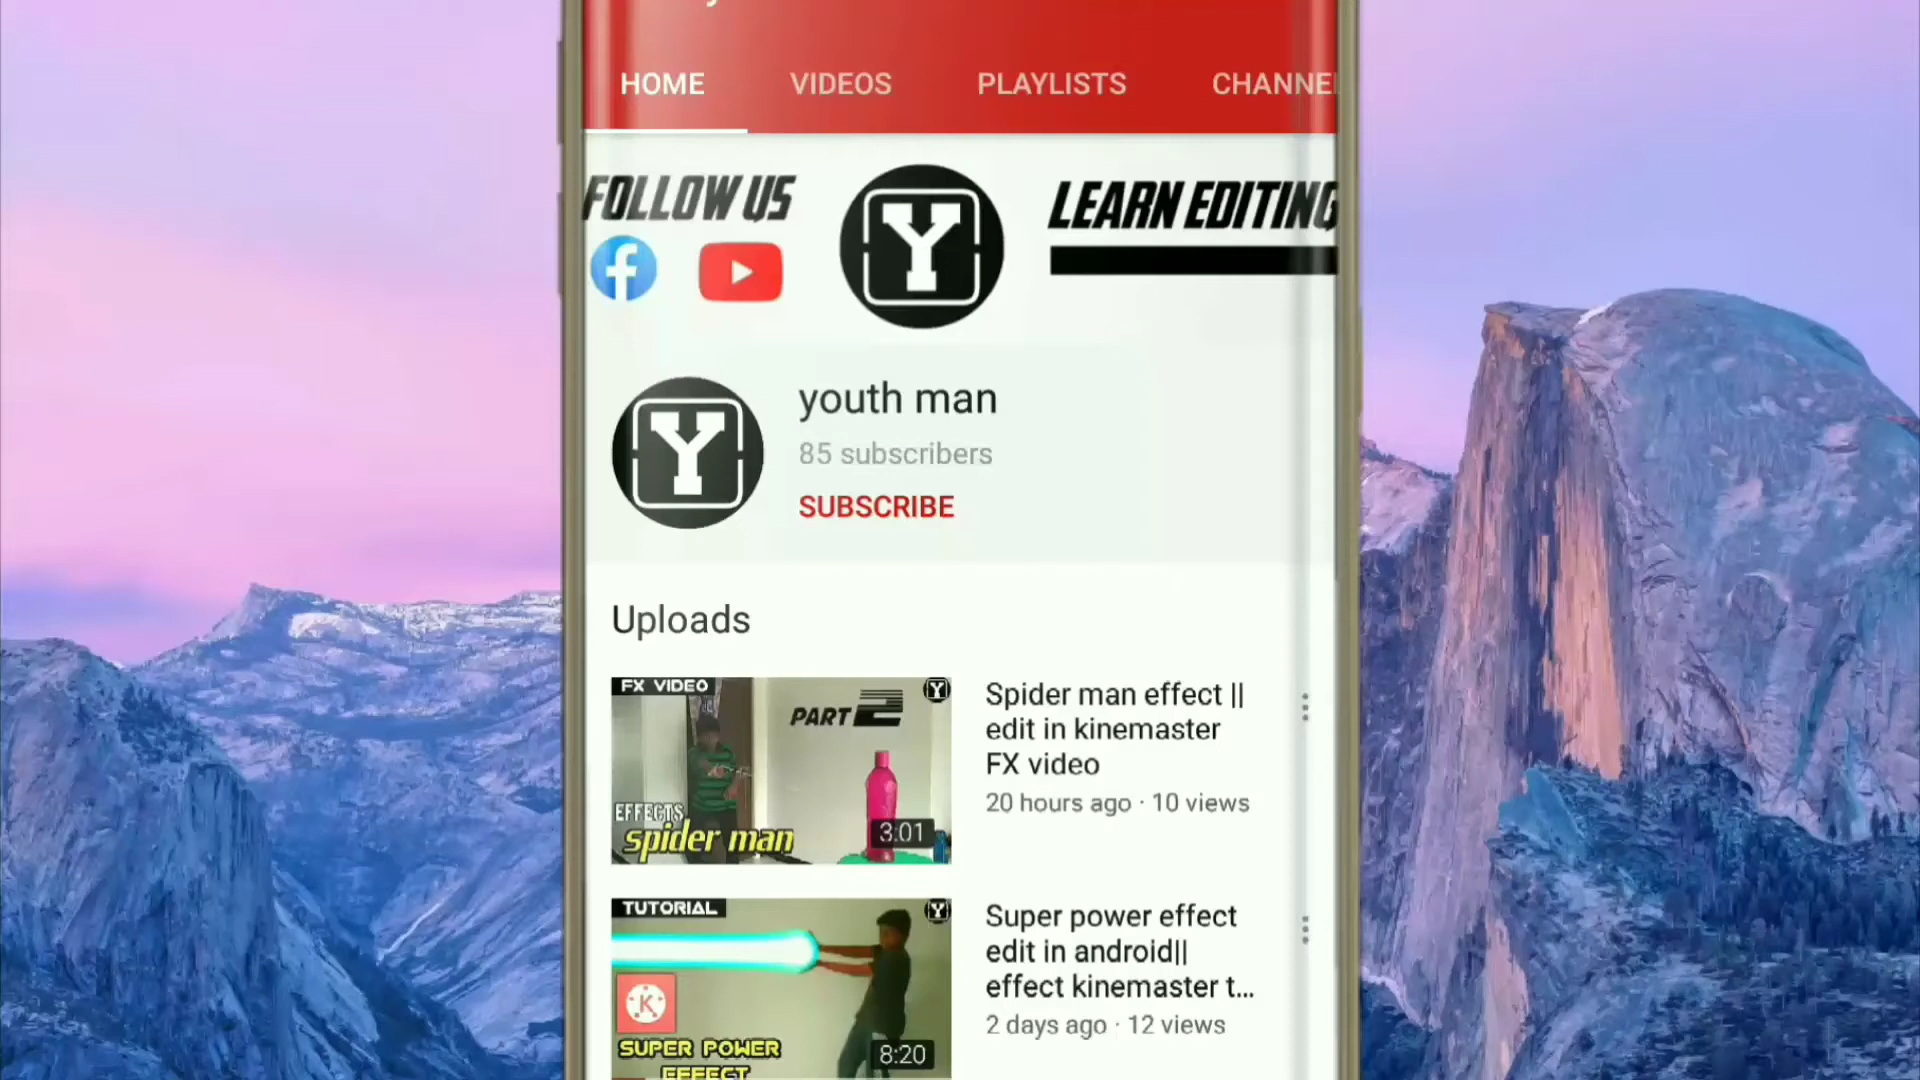 HOME VIDEOS PLAYLISTS CHANNE
FOLLOW US
LEARN EDITING
Y
Y
youth man
85 subscribers
SUBSCRIBE
Uploads
FX VIDEO
Y
PART 2
EFFECTS
spider man
3:01
Spider man effect ||
edit in kinemaster
FX video
20 hours ago · 10 views
TUTORIAL
Y
K
SUPER POWER
EFFECT
8:20
Super power effect
edit in android||
effect kinemaster t...
2 days ago · 12 views